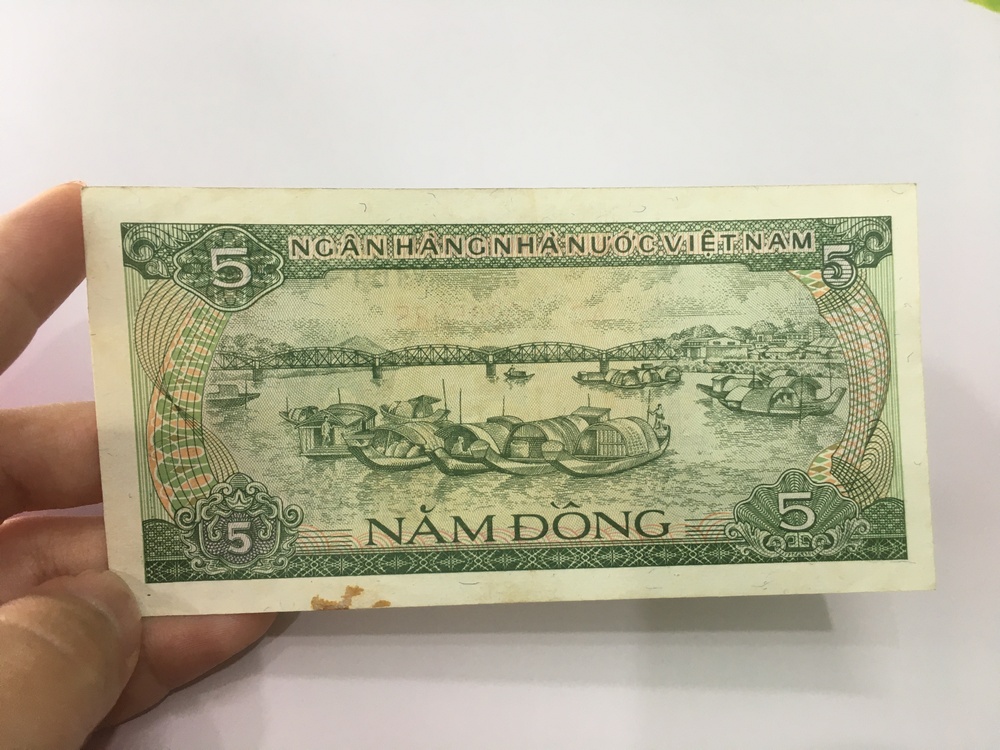 5 NGÂN HÀNG NHÀ NƯỚC VIỆT NAM 5
5 NĂM ĐỒNG 5